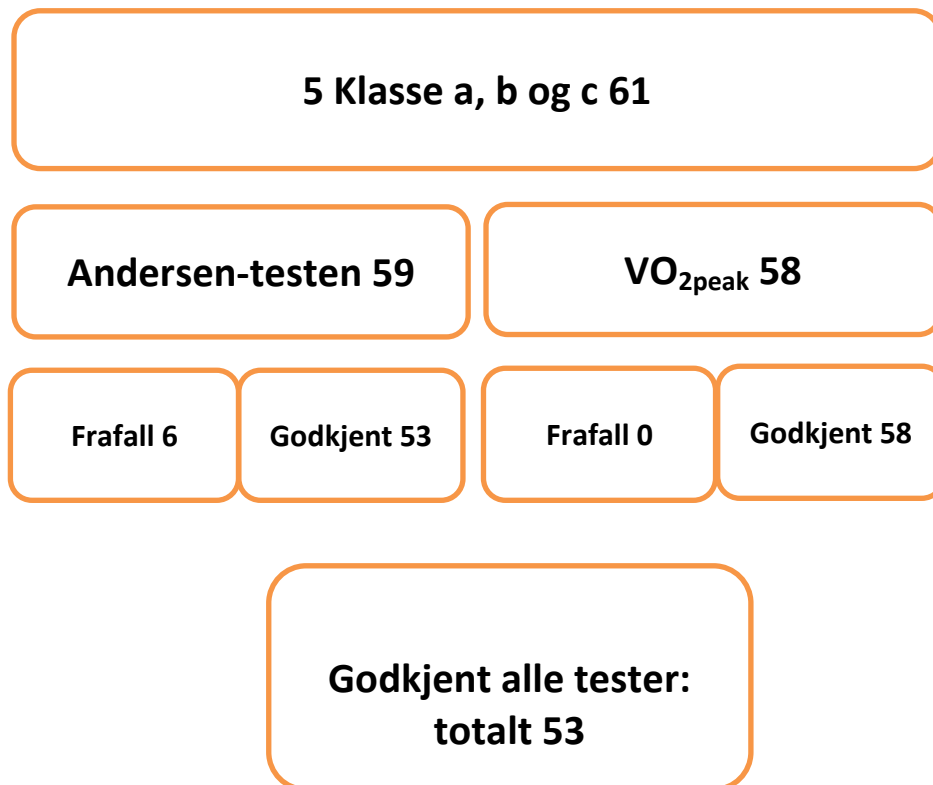 5 Klasse a, b og c 61
Andersen-testen 59
VO₂peak 58
Frafall 6
Godkjent 53
Frafall 0
Godkjent 58
Godkjent alle tester:
totalt 53